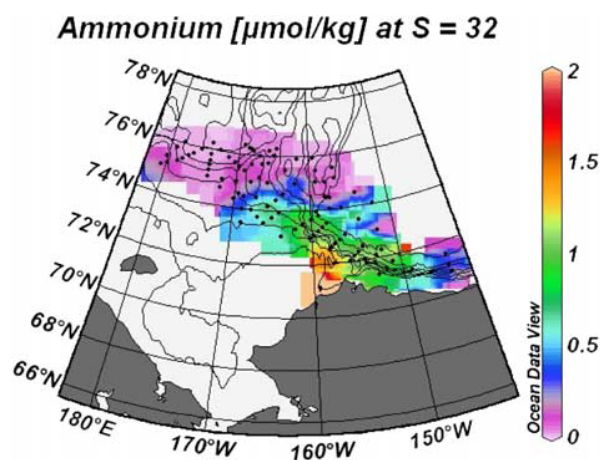 Ammonium [µmol/kg] at S = 32
78°N
76°N
74°N
72°N
70°N
68°N
66°N
180°E
170°W
160°W
150°W
2
1.5
1
0.5
0
Ocean Data View